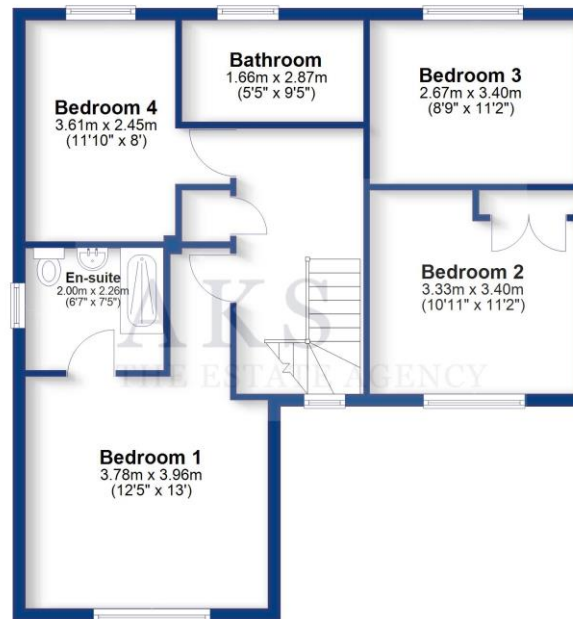 Bathroom
1.66m x 2.87m
(5'5" x 9'5")
Bedroom 3
2.67m x 3.40m
(8'9" x 11'2")
Bedroom 4
3.61m x 2.45m
(11'10" x 8')
En-suite
2.00m x 2.26m
(6'7" x 7'5")
Bedroom 2
3.33m x 3.40m
(10'11" x 11'2")
AKS
THE ESTATE AGENCY
Bedroom 1
3.78m x 3.96m
(12'5" x 13')